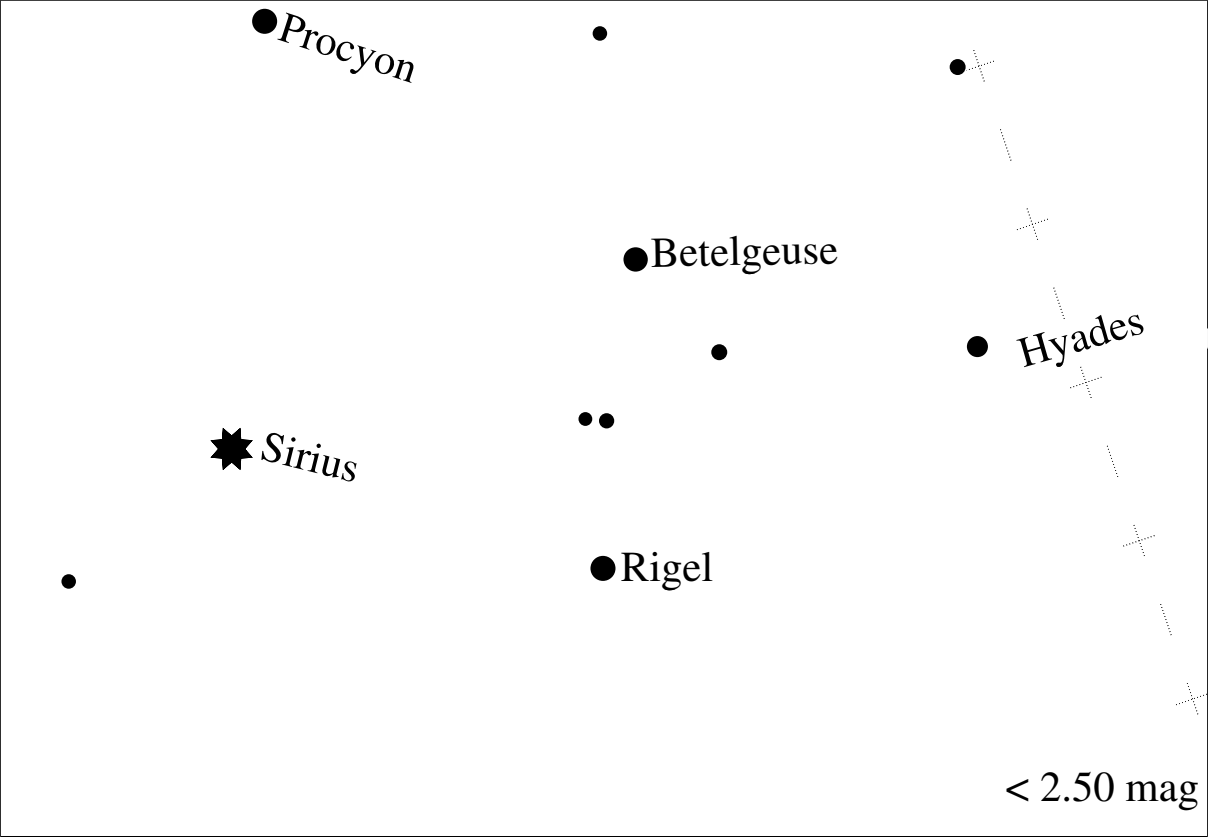 Procyon
Betelgeuse
Hyades
Sirius
Rigel
< 2.50 mag